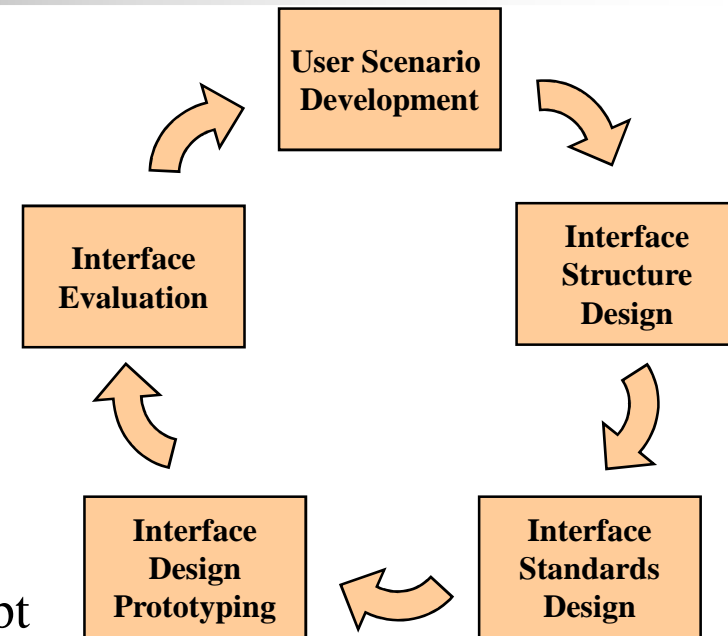 User Scenario
Development
Interface
Structure
Design
Interface
Standards
Design
Interface
Design
Prototyping
Interface
Evaluation